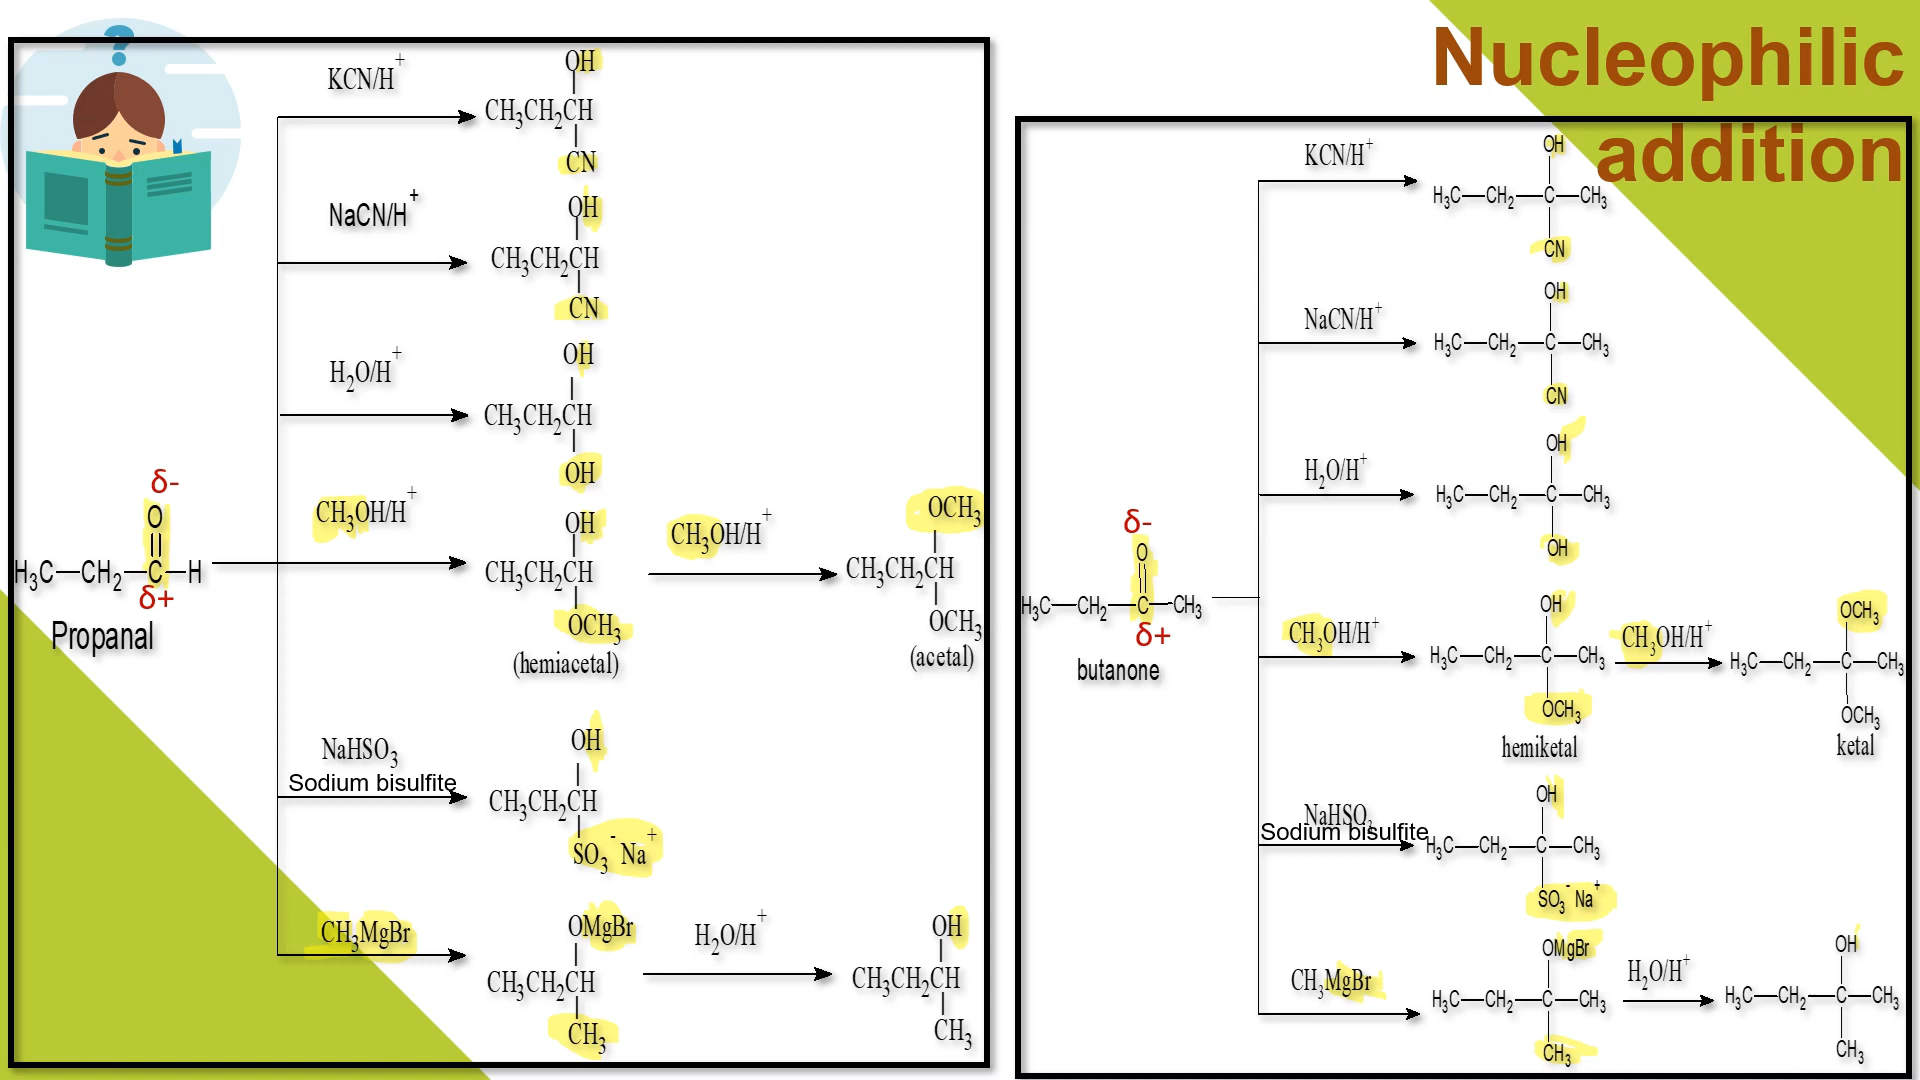 Nucleophilic
addition
?
KCN/H+
OH
CH3CH2CH
CN
NaCN/H+
OH
CH3CH2CH
CN
H2O/H+
OH
CH3CH2CH
OH
δ-
O
H3C—CH2—C—H
δ+
Propanal
CH3OH/H+
OH
CH3CH2CH
OCH3
(hemiacetal)
CH3OH/H+
OCH3
CH3CH2CH
OCH3
(acetal)
NaHSO3
Sodium bisulfite
OH
CH3CH2CH
SO3- Na+
CH3MgBr
OMgBr
CH3CH2CH
CH3
H2O/H+
OH
CH3CH2CH
CH3
KCN/H+
OH
H3C—CH2—C—CH3
CN
NaCN/H+
OH
H3C—CH2—C—CH3
CN
H2O/H+
OH
H3C—CH2—C—CH3
OH
δ-
O
H3C—CH2—C—CH3
δ+
butanone
CH3OH/H+
OH
H3C—CH2—C—CH3
OCH3
hemiketal
CH3OH/H+
OCH3
H3C—CH2—C—CH3
OCH3
ketal
NaHSO3
Sodium bisulfite
OH
H3C—CH2—C—CH3
SO3- Na+
CH3MgBr
OMgBr
H3C—CH2—C—CH3
CH3
H2O/H+
OH
H3C—CH2—C—CH3
CH3